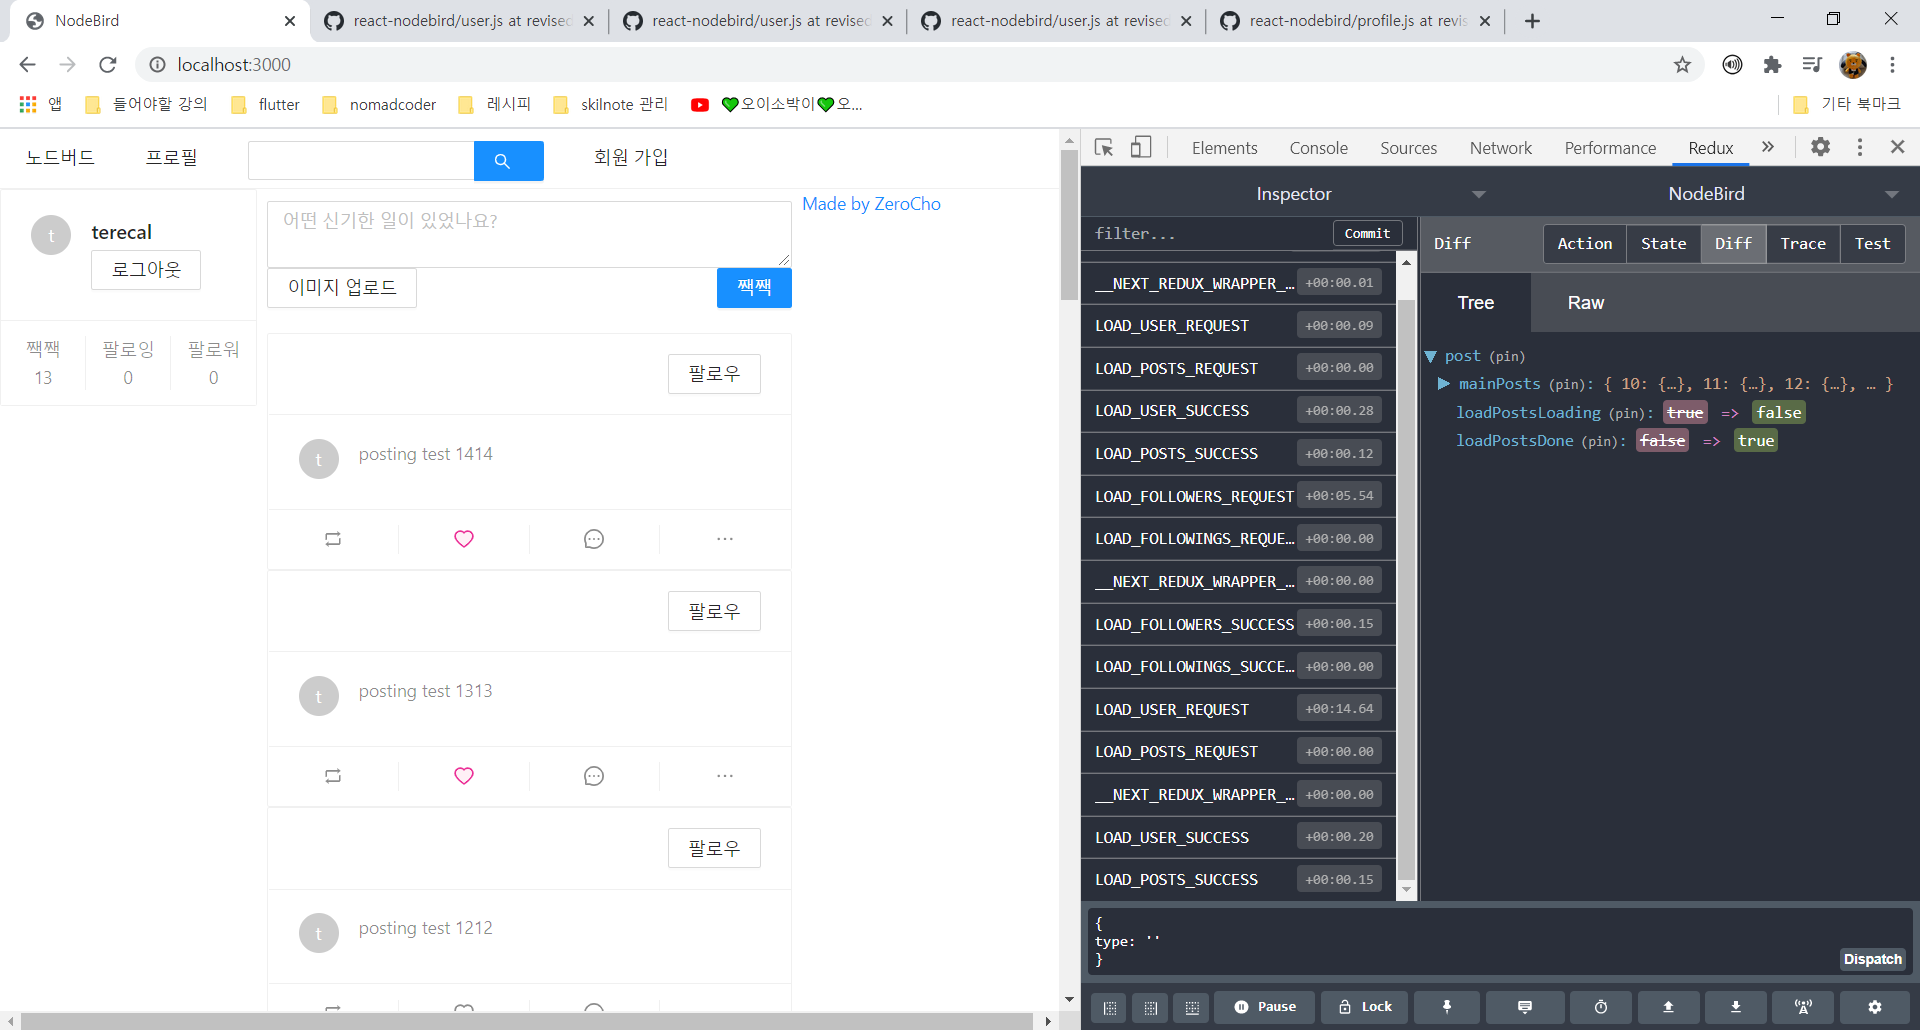 NodeBird
react-nodebird/user.js at revised
react-nodebird/user.js at revised
react-nodebird/user.js at revised
react-nodebird/profile.js at revis
localhost:3000
앱
들어야할 강의
flutter
nomadcoder
레시피
skilnote 관리
💚오이소박이💚오...
기타 북마크
노드버드
프로필
회원 가입
terecal
t
로그아웃
짹짹
13
팔로잉
0
팔로워
0
어떤 신기한 일이 있었나요?
이미지 업로드
짹짹
Made by ZeroCho
팔로우
t
posting test 1414
팔로우
t
posting test 1313
팔로우
t
posting test 1212
Elements
Console
Sources
Network
Performance
Redux
Inspector
NodeBird
filter...
Commit
__NEXT_REDUX_WRAPPER_… +00:00.01
LOAD_USER_REQUEST +00:00.09
LOAD_POSTS_REQUEST +00:00.00
LOAD_USER_SUCCESS +00:00.28
LOAD_POSTS_SUCCESS +00:00.12
LOAD_FOLLOWERS_REQUEST +00:05.54
LOAD_FOLLOWINGS_REQUE… +00:00.00
__NEXT_REDUX_WRAPPER_… +00:00.00
LOAD_FOLLOWERS_SUCCESS +00:00.15
LOAD_FOLLOWINGS_SUCCE… +00:00.00
LOAD_USER_REQUEST +00:14.64
LOAD_POSTS_REQUEST +00:00.00
__NEXT_REDUX_WRAPPER_… +00:00.00
LOAD_USER_SUCCESS +00:00.20
LOAD_POSTS_SUCCESS +00:00.15
Diff
Action
State
Diff
Trace
Test
Tree
Raw
post (pin)
mainPosts (pin): { 10: {…}, 11: {…}, 12: {…}, … }
loadPostsLoading (pin): true => false
loadPostsDone (pin): false => true
{
type: ''
}
Dispatch
Pause
Lock